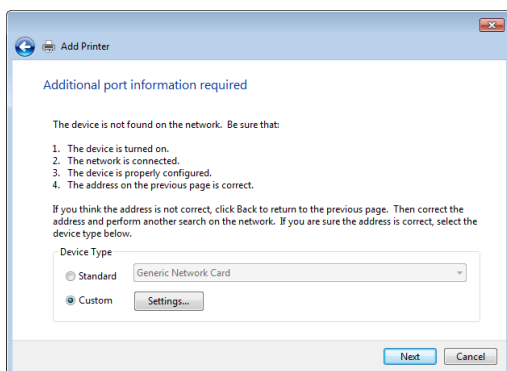 Add Printer
Additional port information required
The device is not found on the network. Be sure that:
1. The device is turned on.
2. The network is connected.
3. The device is properly configured.
4. The address on the previous page is correct.
If you think the address is not correct, click Back to return to the previous page. Then correct the
address and perform another search on the network. If you are sure the address is correct, select the
device type below.
Device Type
Standard Generic Network Card
Custom Settings...
Next Cancel